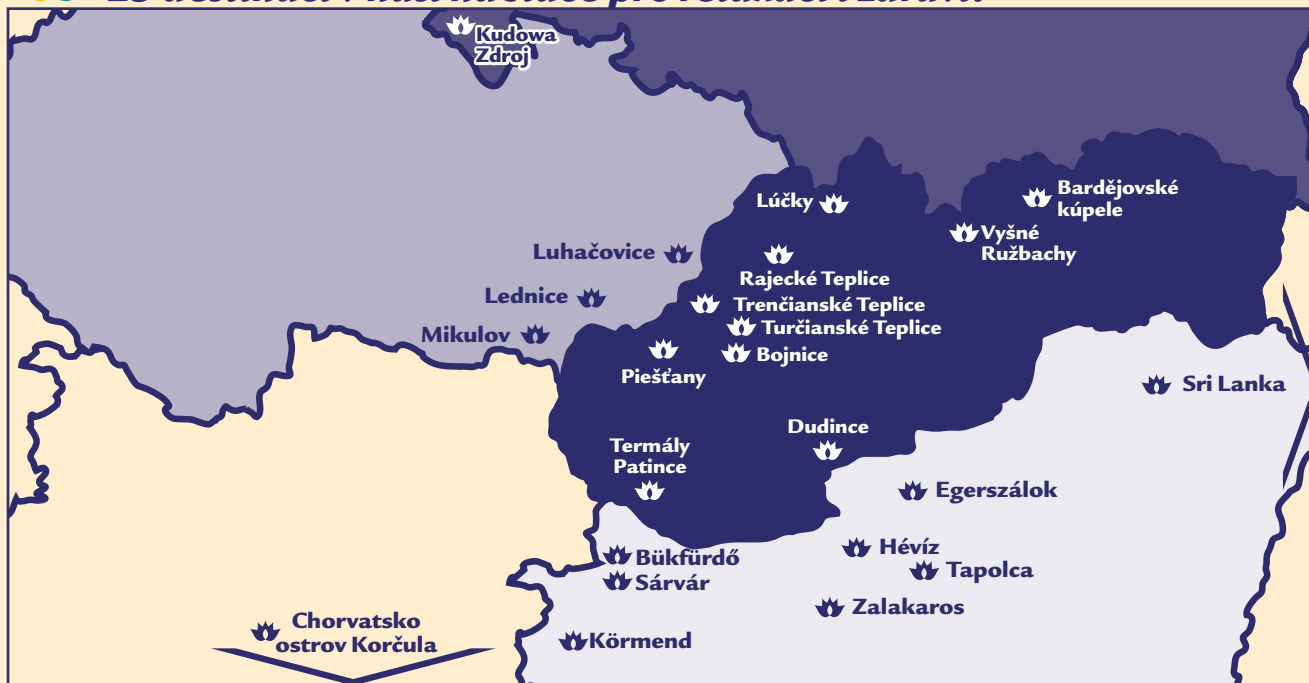 Kudowa
Zdroj
Lúčky
Bardějovské
kúpele
Vyšné
Ružbachy
Luhačovice
Rajecké Teplice
Lednice
Trenčianské Teplice
Mikulov
Turčianské Teplice
Bojnice
Piešťany
Sri Lanka
Dudince
Termály
Patince
Egerszálok
Hévíz
Bükfürdő
Tapolca
Sárvár
Zalakaros
Chorvatsko
ostrov Korčula
Körmend